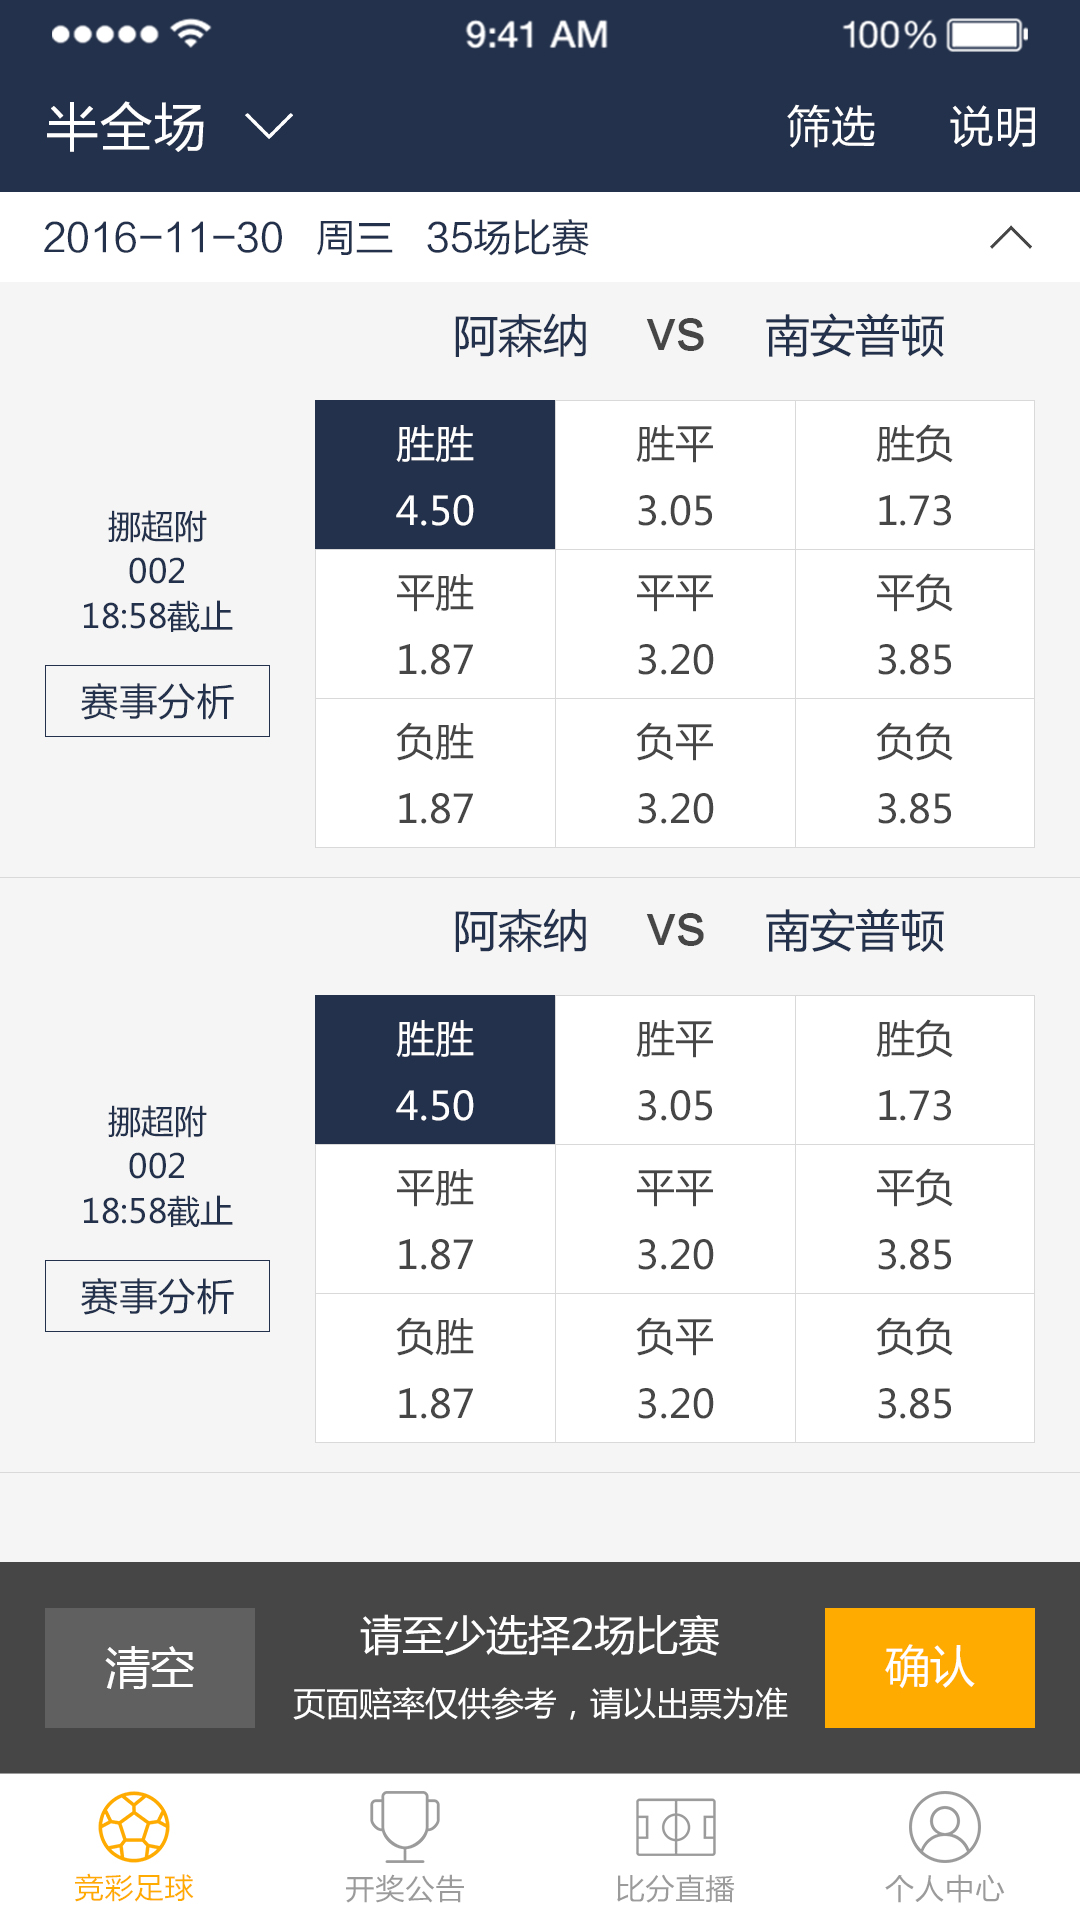 9:41 AM 100%
半全场 筛选 说明
2016-11-30 周三 35场比赛
阿森纳 VS 南安普顿
胜胜 胜平 胜负
4.50 3.05 1.73
挪超附
002
18:58截止
赛事分析
平胜 平平 平负
1.87 3.20 3.85
负胜 负平 负负
1.87 3.20 3.85
阿森纳 VS 南安普顿
胜胜 胜平 胜负
4.50 3.05 1.73
挪超附
002
18:58截止
赛事分析
平胜 平平 平负
1.87 3.20 3.85
负胜 负平 负负
1.87 3.20 3.85
清空
请至少选择2场比赛
页面赔率仅供参考，请以出票为准
确认
竞彩足球 开奖公告 比分直播 个人中心